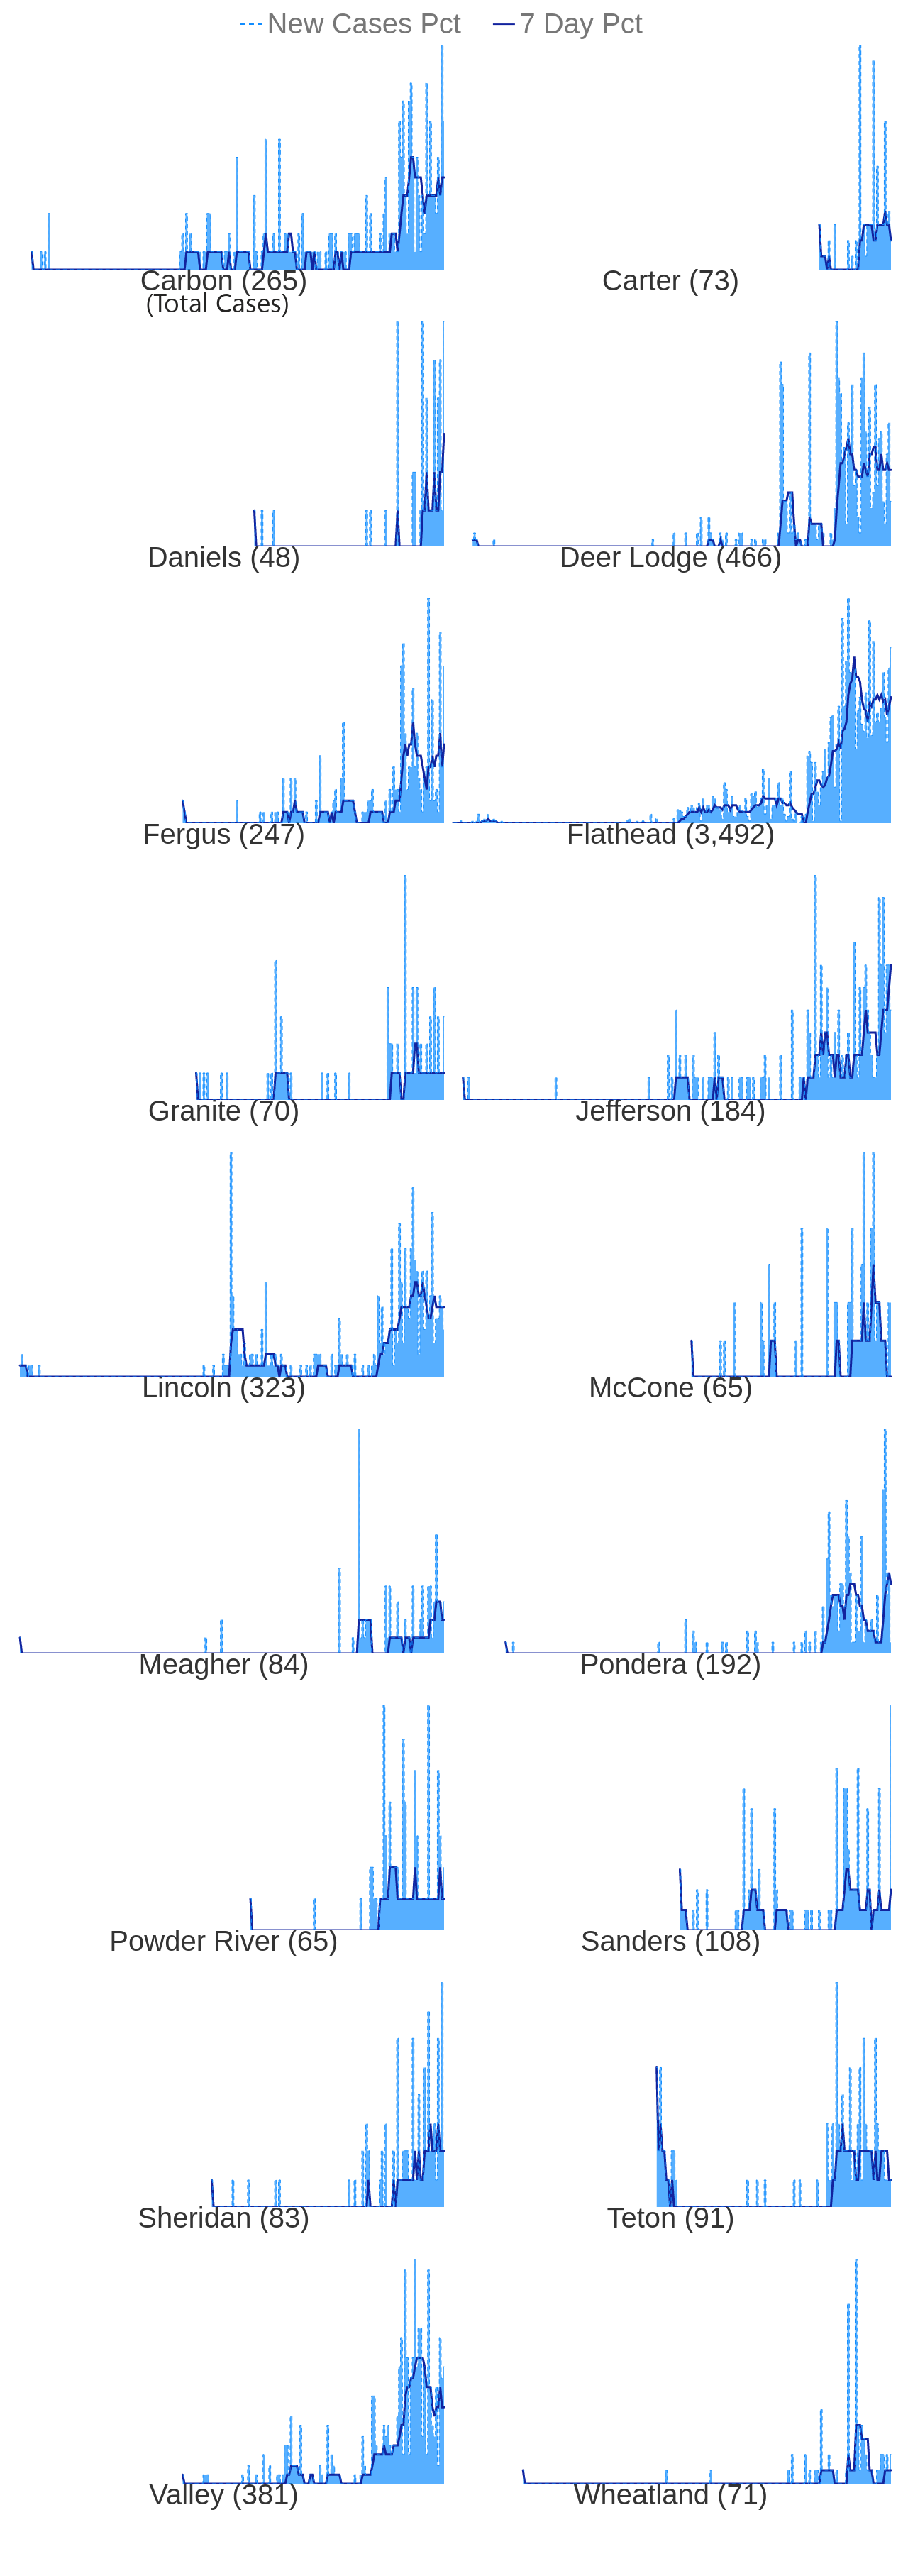 New Cases Pct 7 Day Pct
Carbon (265) Carter (73)
(Total Cases)
Daniels (48) Deer Lodge (466)
Fergus (247) Flathead (3,492)
Granite (70) Jefferson (184)
Lincoln (323) McCone (65)
Meagher (84) Pondera (192)
Powder River (65) Sanders (108)
Sheridan (83) Teton (91)
Valley (381) Wheatland (71)